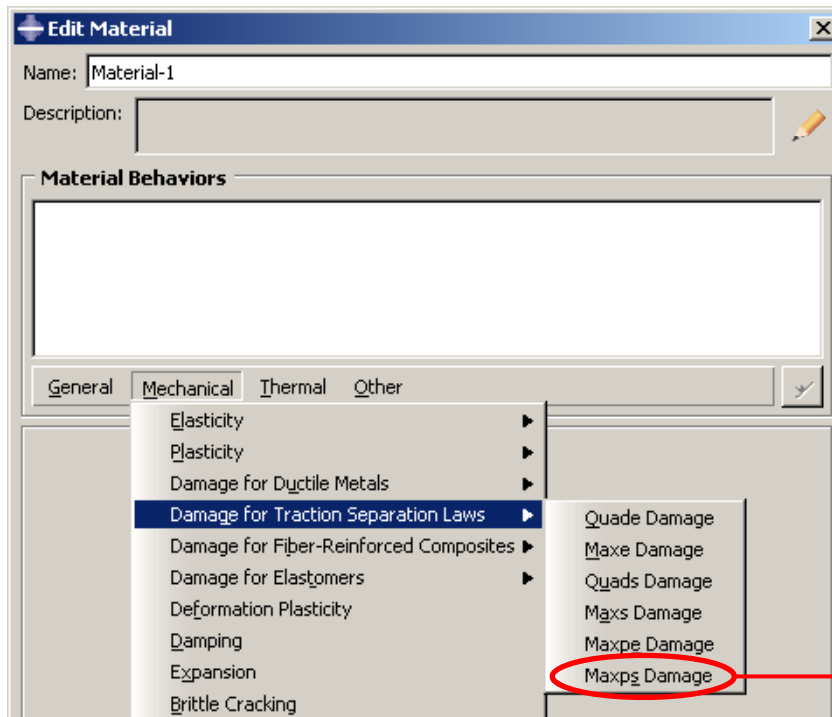 Edit Material
Name: Material-1
Description:
Material Behaviors
General Mechanical Thermal Other
Elasticity
Plasticity
Damage for Ductile Metals
Damage for Traction Separation Laws
Damage for Fiber-Reinforced Composites
Damage for Elastomers
Deformation Plasticity
Damping
Expansion
Brittle Cracking
Quade Damage
Maxe Damage
Quads Damage
Maxs Damage
Maxpe Damage
Maxps Damage